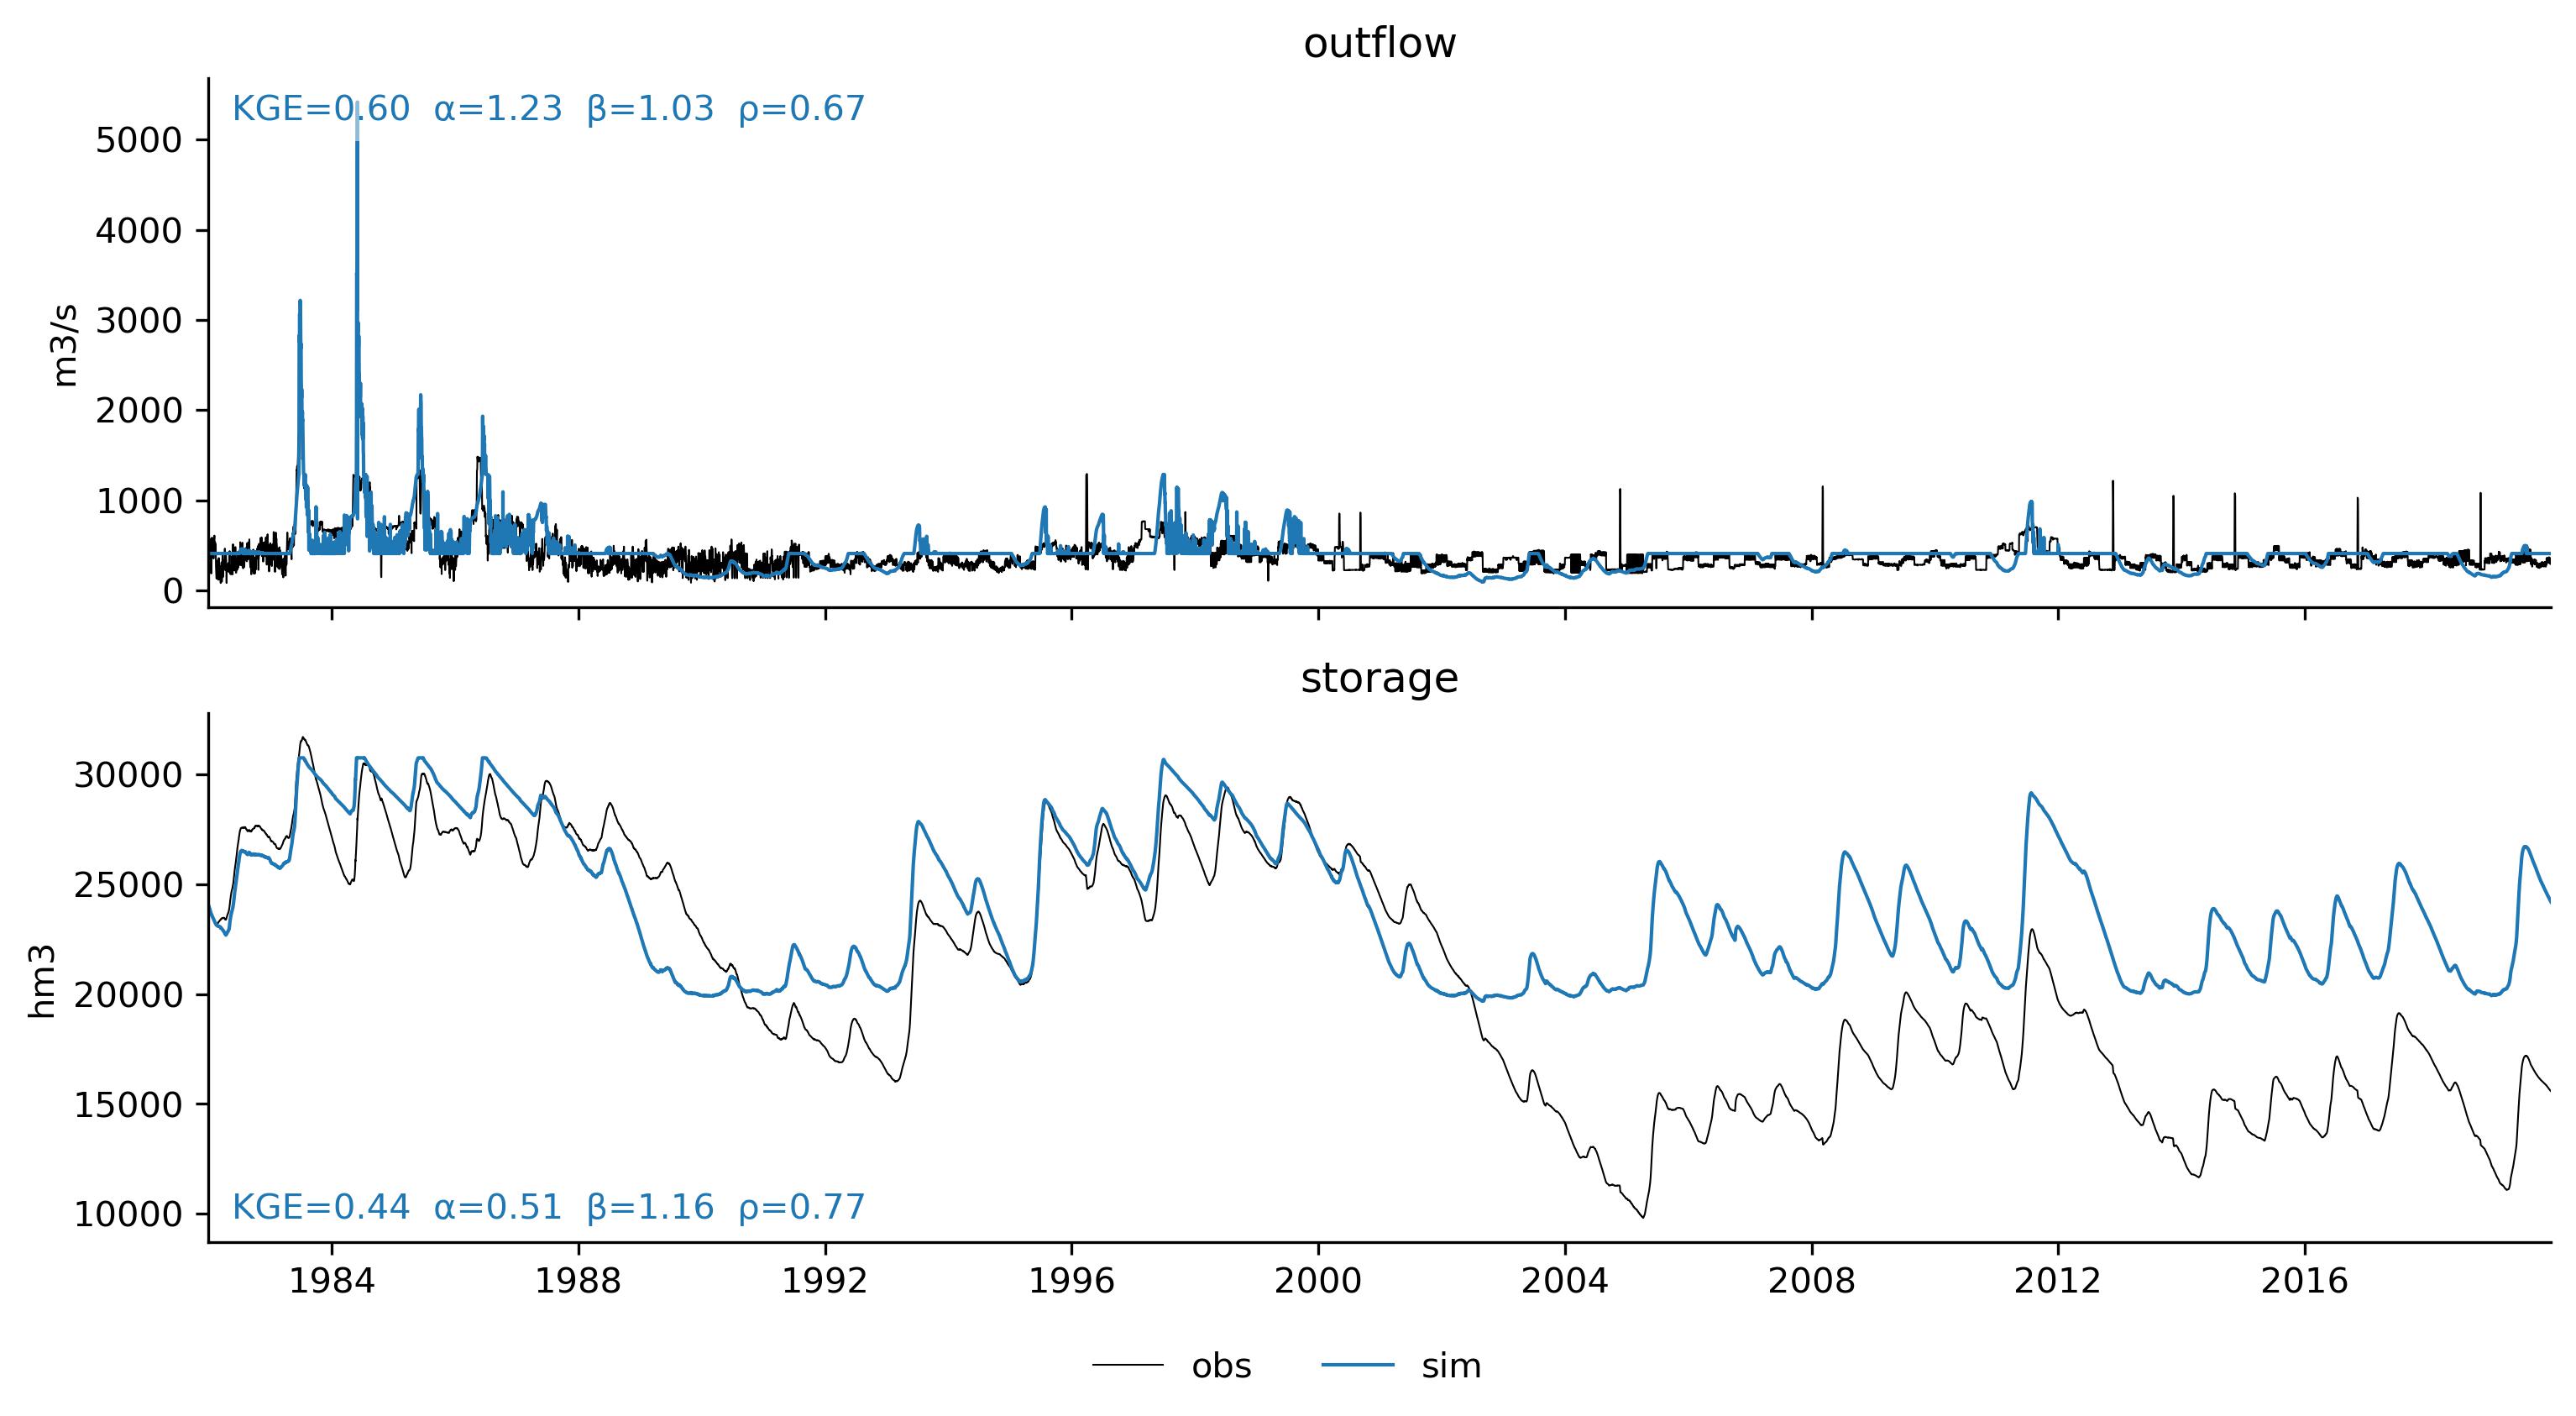 outflow
KGE=0.60 α=1.23 β=1.03 ρ=0.67
5000
4000
3000
2000
1000
0
m3/s
storage
30000
25000
20000
15000
10000
hm3
KGE=0.44 α=0.51 β=1.16 ρ=0.77
1984 1988 1992 1996 2000 2004 2008 2012 2016
obs sim